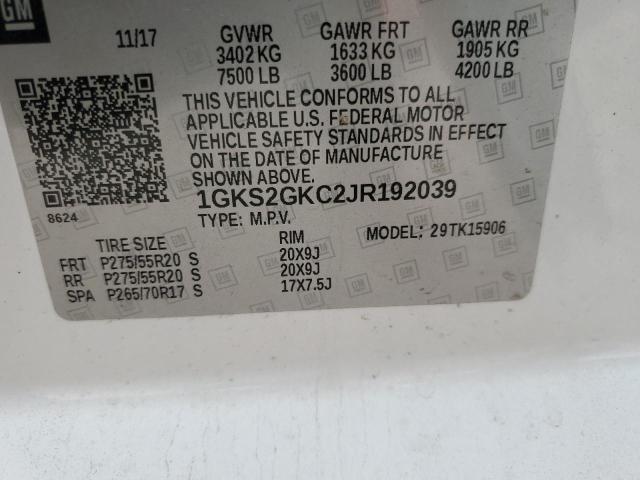 GM
11/17 GVWR GAWR FRT GAWR RR
3402 KG 1633 KG 1905 KG
7500 LB 3600 LB 4200 LB
THIS VEHICLE CONFORMS TO ALL
APPLICABLE U.S. FEDERAL MOTOR
VEHICLE SAFETY STANDARDS IN EFFECT
ON THE DATE OF MANUFACTURE
SHOWN ABOVE.
8624 1GKS2GKC2JR192039
TYPE: M.P.V. MODEL: 29TK15906
TIRE SIZE RIM
FRT P275/55R20 S 20X9J
RR P275/55R20 S 20X9J
SPA P265/70R17 S 17X7.5J